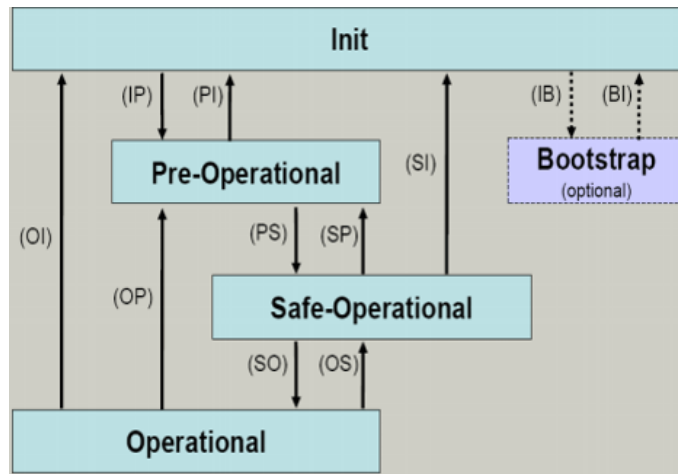 Init
(IP)
(PI)
(IB)
(BI)
Pre-Operational
(SI)
Bootstrap
(optional)
(OI)
(PS)
(SP)
(OP)
Safe-Operational
(SO)
(OS)
Operational